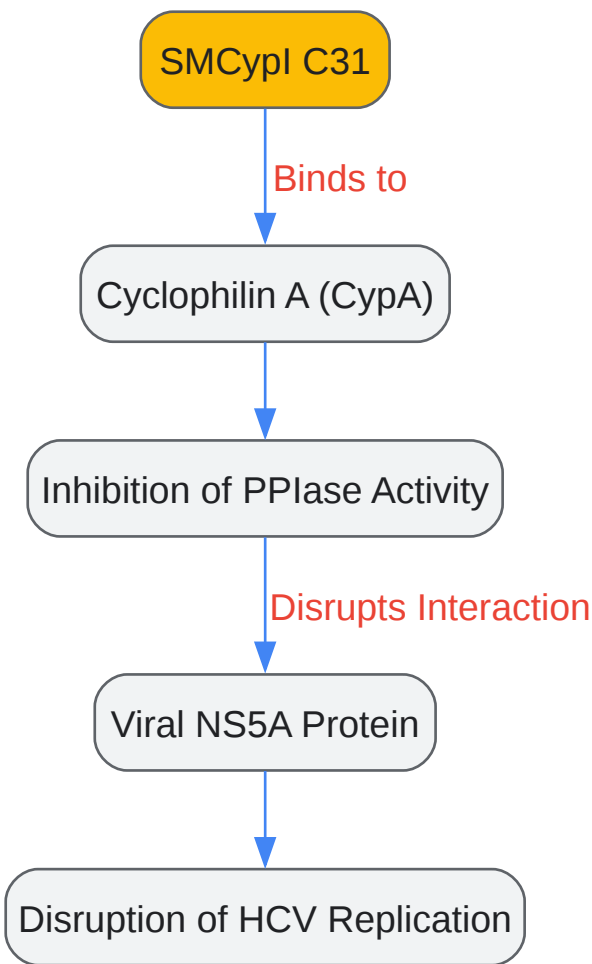 SMCypI C31
Binds to
Cyclophilin A (CypA)
Inhibition of PPIase Activity
Disrupts Interaction
Viral NS5A Protein
Disruption of HCV Replication